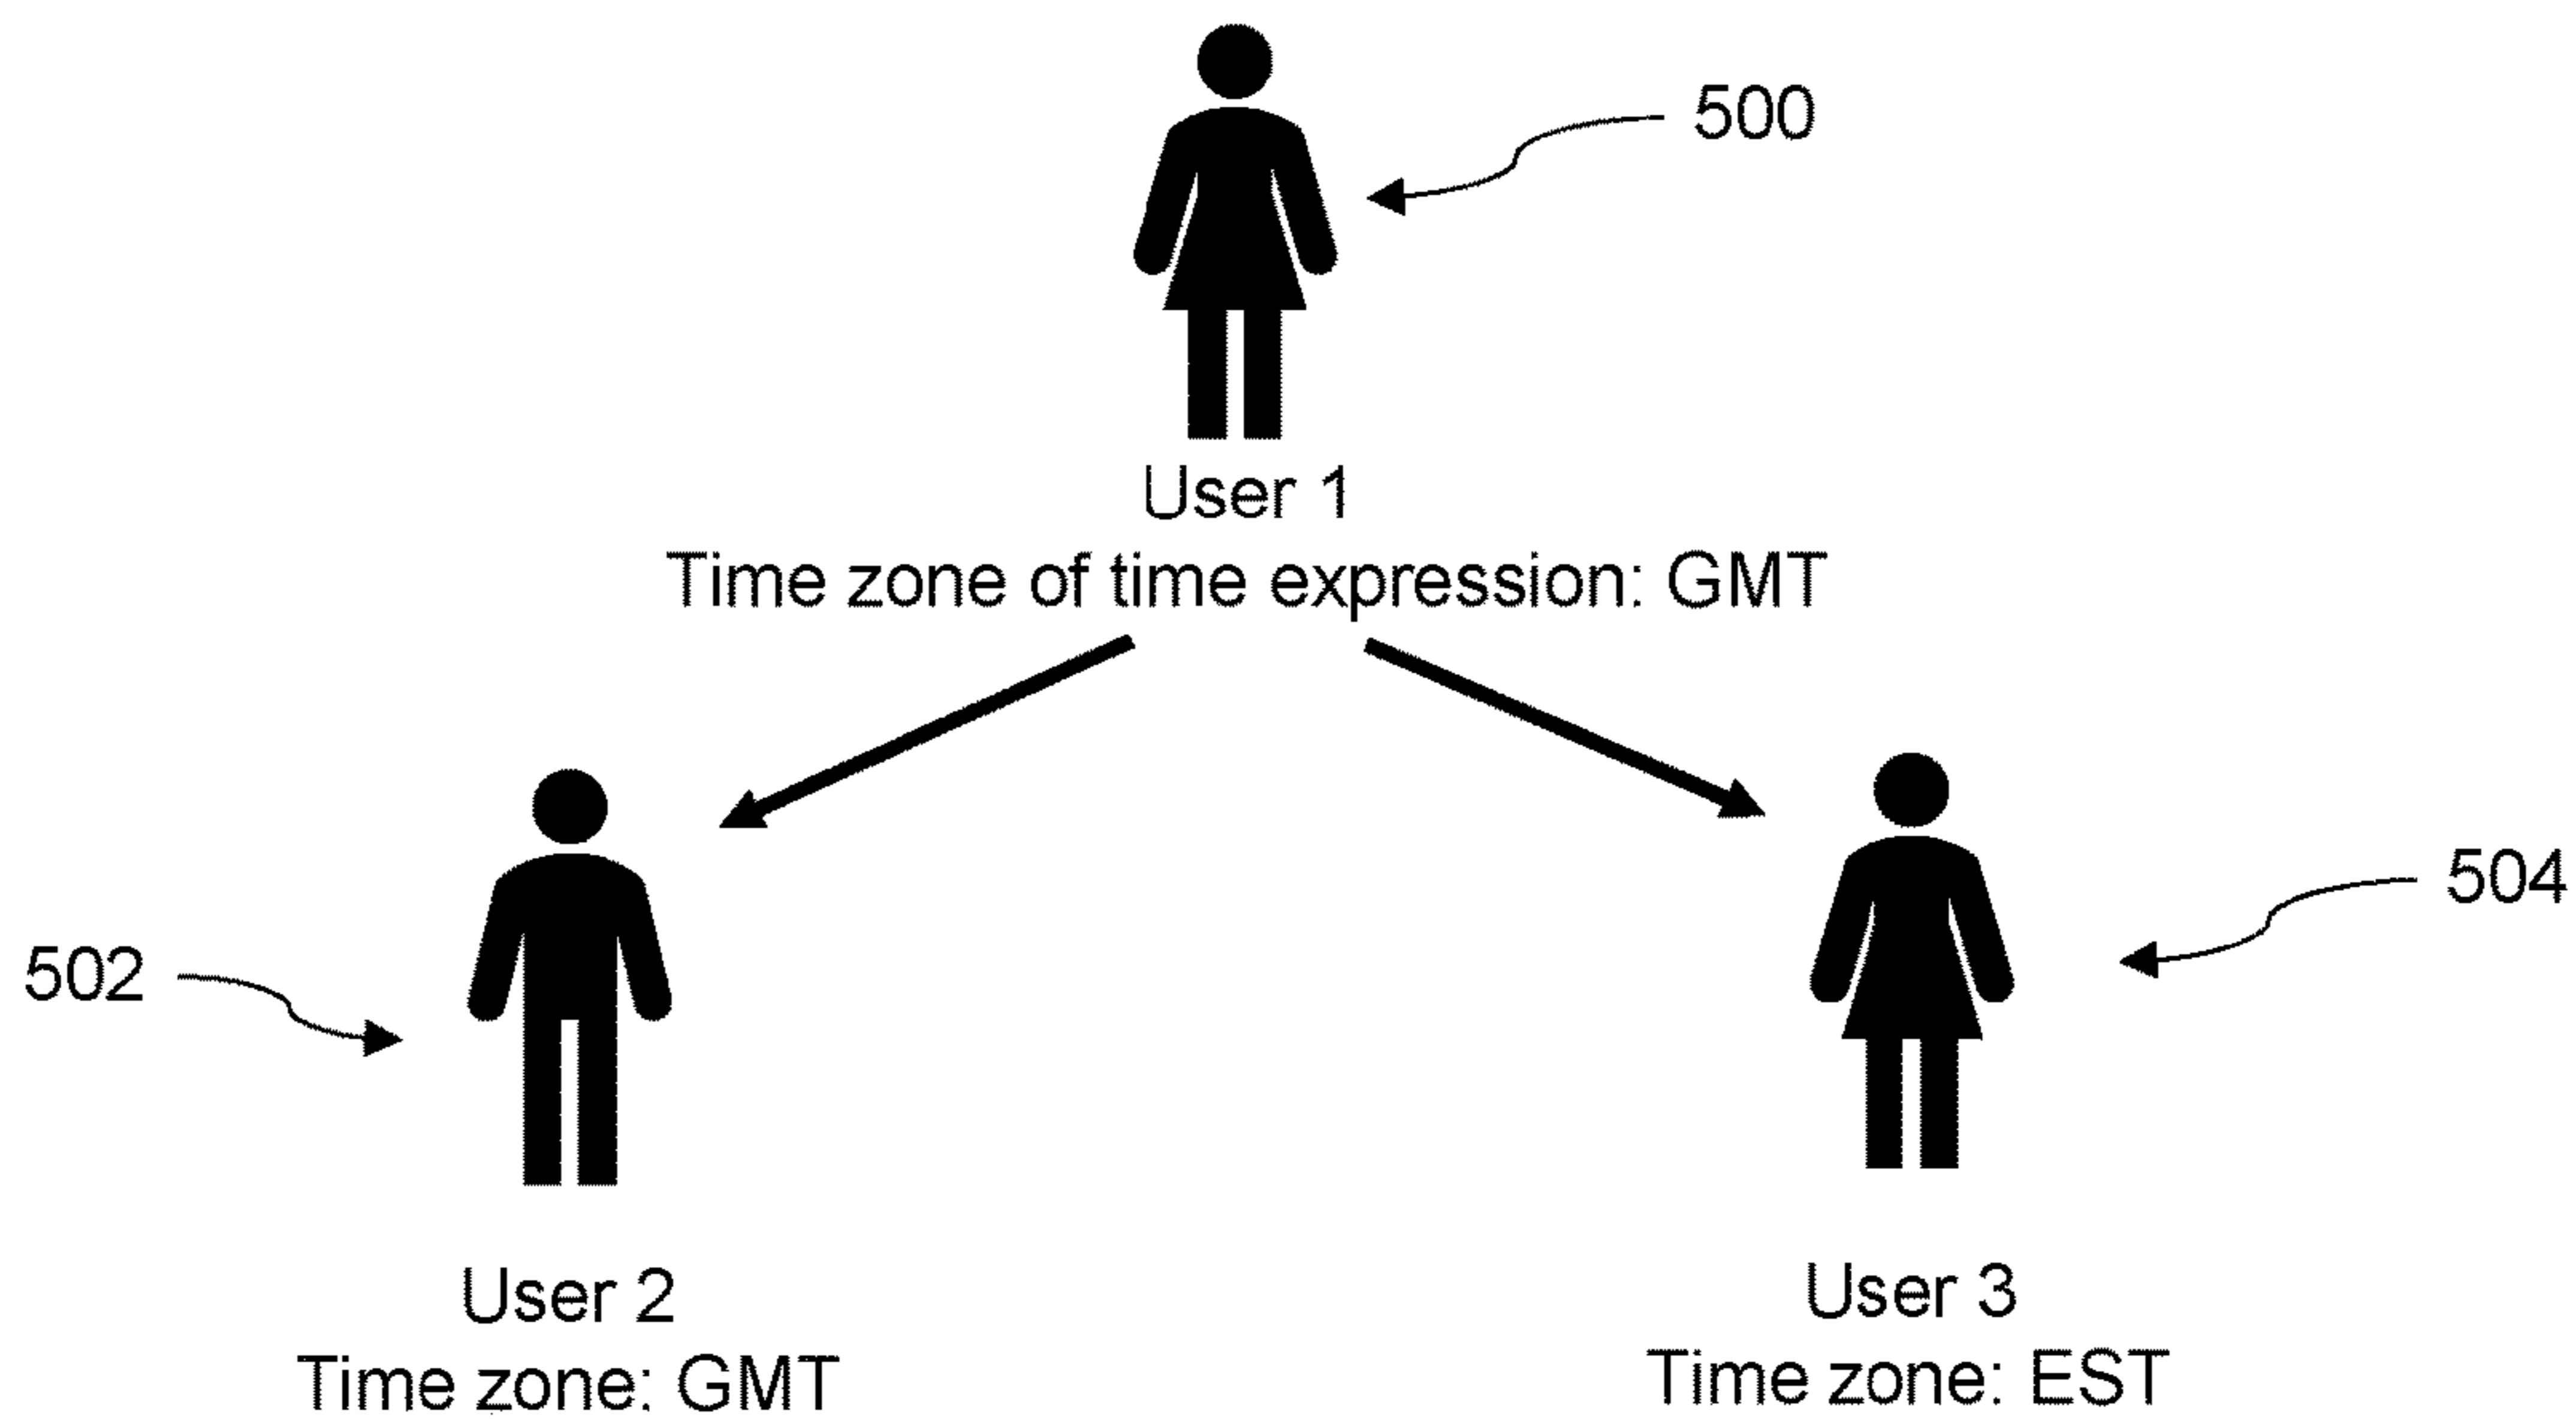 500
User 1
Time zone of time expression: GMT
504
502
User 2
Time zone: GMT
User 3
Time zone: EST